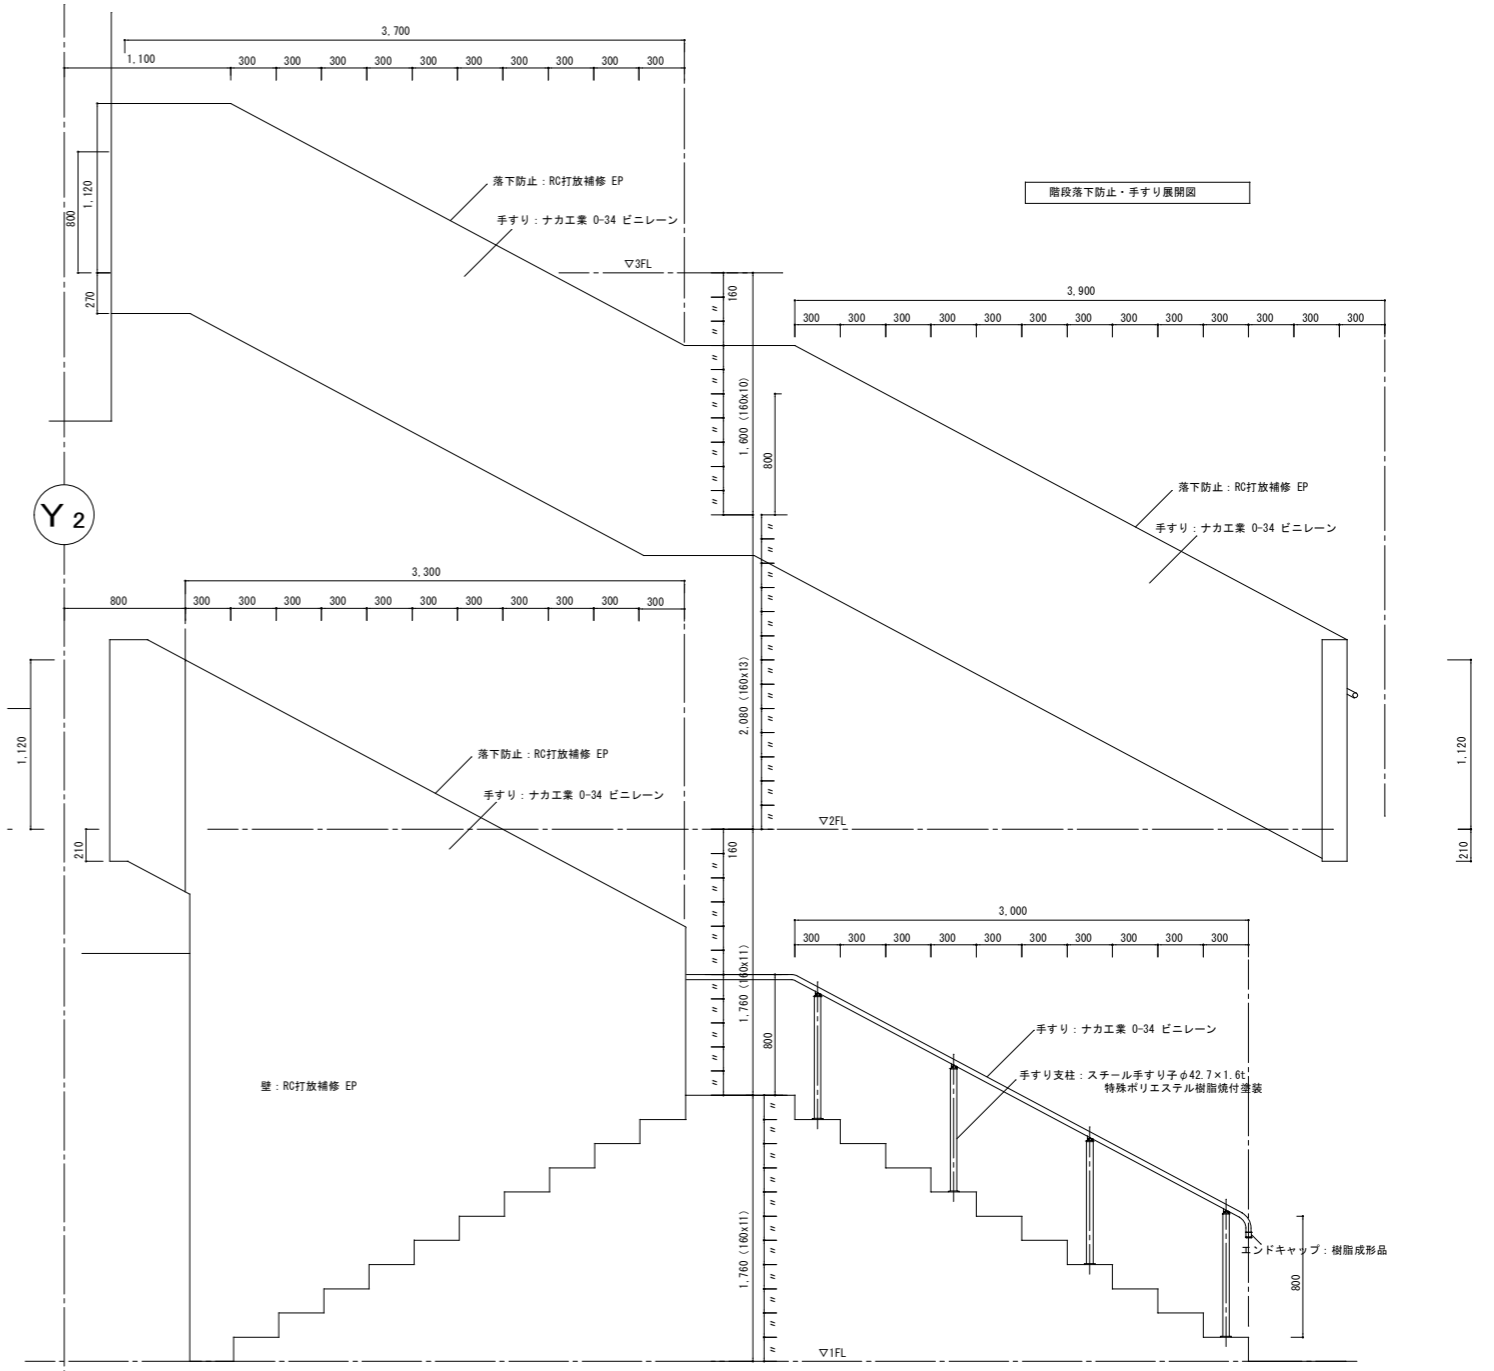 3,700
1,100 300 300 300 300 300 300 300 300 300 300
落下防止：RC打放補修 EP
手すり：ナカ工業 0-34 ビニレーン
階段落下防止・手すり展開図
1,120
800
270
▽3FL
160
〃 〃 〃 〃 〃 〃 〃 〃 〃
1,600 (160x10)
800
3,900
300 300 300 300 300 300 300 300 300 300 300 300 300
落下防止：RC打放補修 EP
手すり：ナカ工業 0-34 ビニレーン
Y 2
3,300
800 300 300 300 300 300 300 300 300 300 300 300
〃 〃 〃 〃 〃 〃 〃 〃 〃 〃 〃 〃 〃
2,080 (160x13)
1,120
210
落下防止：RC打放補修 EP
手すり：ナカ工業 0-34 ビニレーン
1,120
210
▽2FL
160
〃 〃 〃 〃 〃 〃 〃 〃 〃 〃
1,760 (160x11)
800
3,000
300 300 300 300 300 300 300 300 300 300
手すり：ナカ工業 0-34 ビニレーン
手すり支柱：スチール手すり子φ42.7×1.6t
特殊ポリエステル樹脂焼付塗装
壁：RC打放補修 EP
〃 〃 〃 〃 〃 〃 〃 〃 〃 〃 〃
1,760 (160x11)
エンドキャップ：樹脂成形品
800
▽1FL